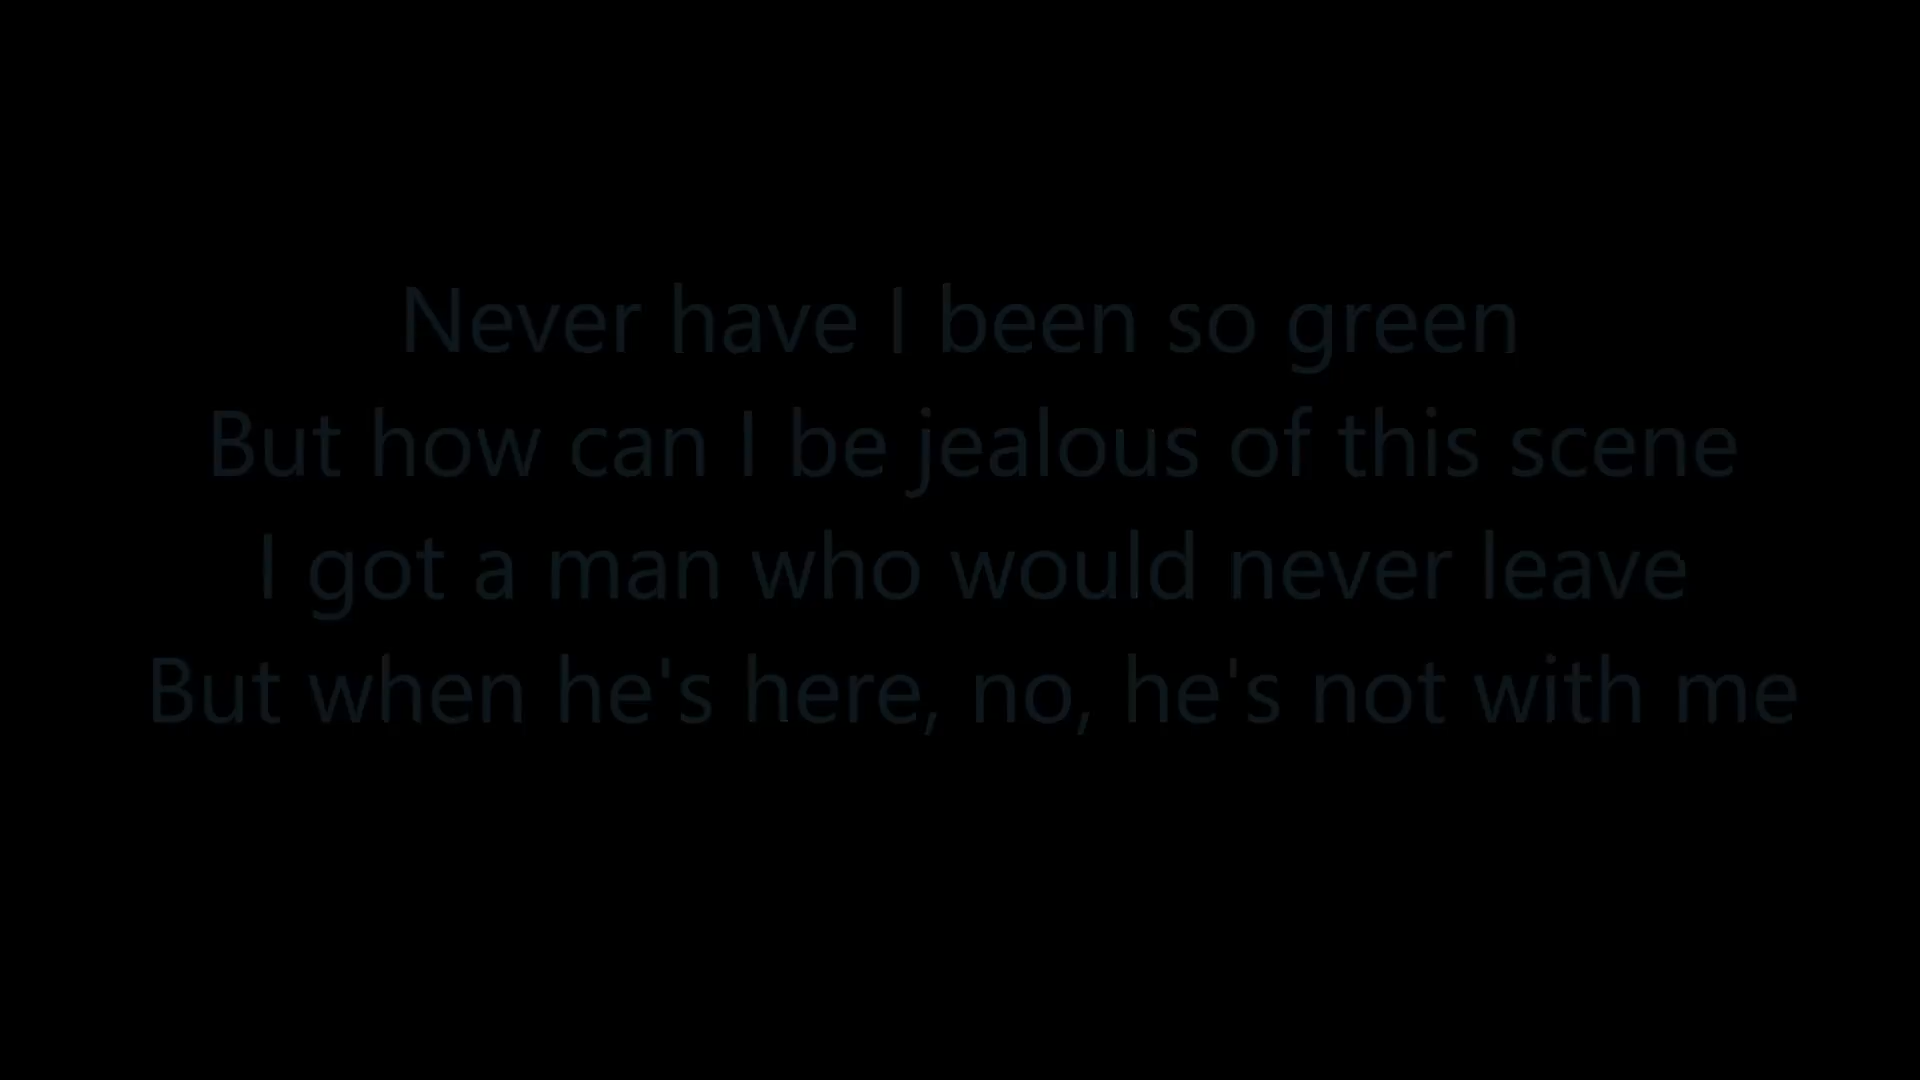 Never have I been so green
But how can I be jealous of this scene
I got a man who would never leave
But when he's here, no, he's not with me